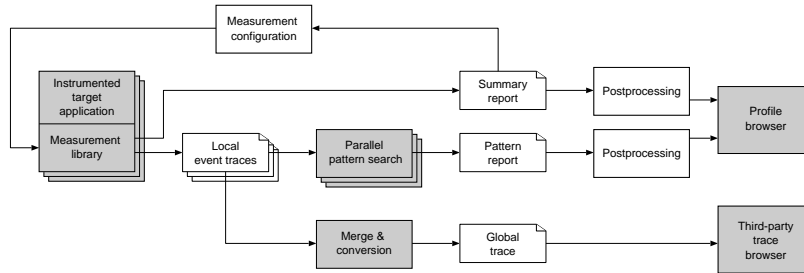 Measurement
configuration
Instrumented
target
application
Measurement
library
Summary
report
Postprocessing
Profile
browser
Local
event traces
Parallel
pattern search
Pattern
report
Postprocessing
Merge &
conversion
Global
trace
Third-party
trace
browser